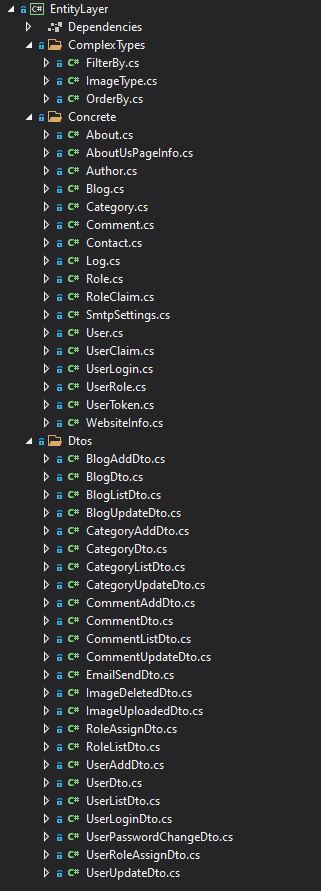 C# EntityLayer
Dependencies
ComplexTypes
C# FilterBy.cs
C# ImageType.cs
C# OrderBy.cs
Concrete
C# About.cs
C# AboutUsPageInfo.cs
C# Author.cs
C# Blog.cs
C# Category.cs
C# Comment.cs
C# Contact.cs
C# Log.cs
C# Role.cs
C# RoleClaim.cs
C# SmtpSettings.cs
C# User.cs
C# UserClaim.cs
C# UserLogin.cs
C# UserRole.cs
C# UserToken.cs
C# WebsiteInfo.cs
Dtos
C# BlogAddDto.cs
C# BlogDto.cs
C# BlogListDto.cs
C# BlogUpdateDto.cs
C# CategoryAddDto.cs
C# CategoryDto.cs
C# CategoryListDto.cs
C# CategoryUpdateDto.cs
C# CommentAddDto.cs
C# CommentDto.cs
C# CommentListDto.cs
C# CommentUpdateDto.cs
C# EmailSendDto.cs
C# ImageDeletedDto.cs
C# ImageUploadedDto.cs
C# RoleAssignDto.cs
C# RoleListDto.cs
C# UserAddDto.cs
C# UserDto.cs
C# UserListDto.cs
C# UserLoginDto.cs
C# UserPasswordChangeDto.cs
C# UserRoleAssignDto.cs
C# UserUpdateDto.cs